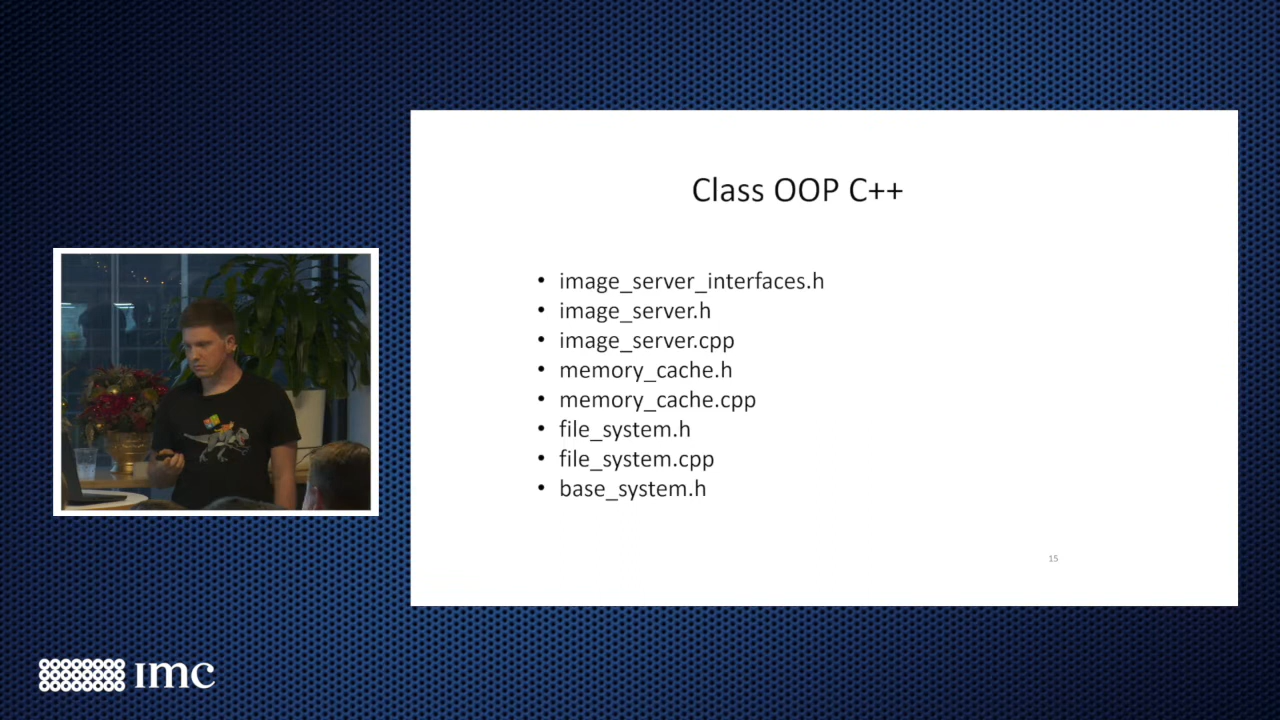 Class OOP C++
• image_server_interfaces.h
• image_server.h
• image_server.cpp
• memory_cache.h
• memory_cache.cpp
• file_system.h
• file_system.cpp
• base_system.h
15
imc